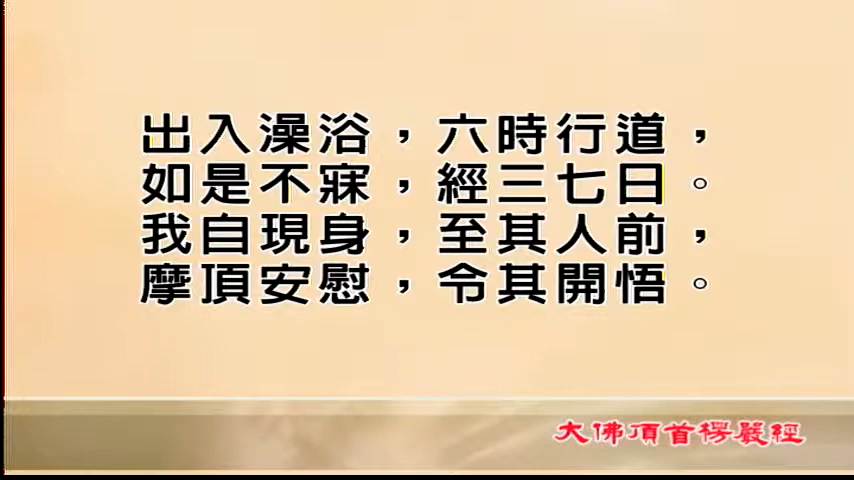 出入澡浴，六時行道，
如是不寐，經三七日。
我自現身，至其人前，
摩頂安慰，令其開悟。
大佛頂首楞嚴經